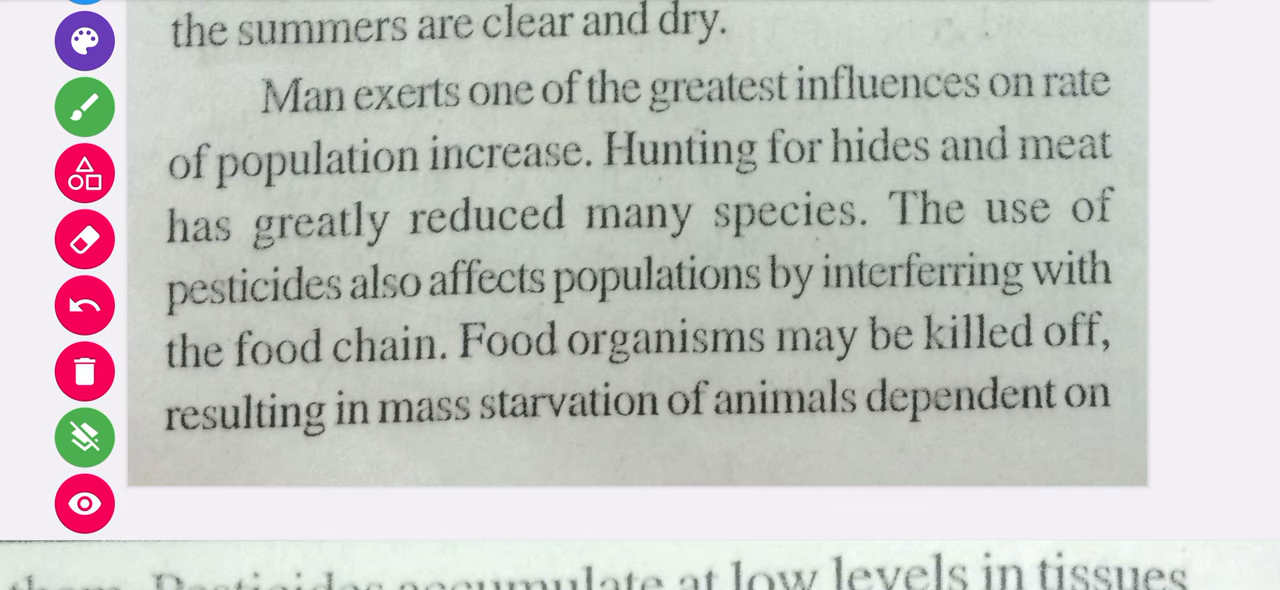 the summers are clear and dry.
Man exerts one of the greatest influences on rate
of population increase. Hunting for hides and meat
has greatly reduced many species. The use of
pesticides also affects populations by interferring with
the food chain. Food organisms may be killed off,
resulting in mass starvation of animals dependent on
them. Pesticides accumulate at low levels in tissues